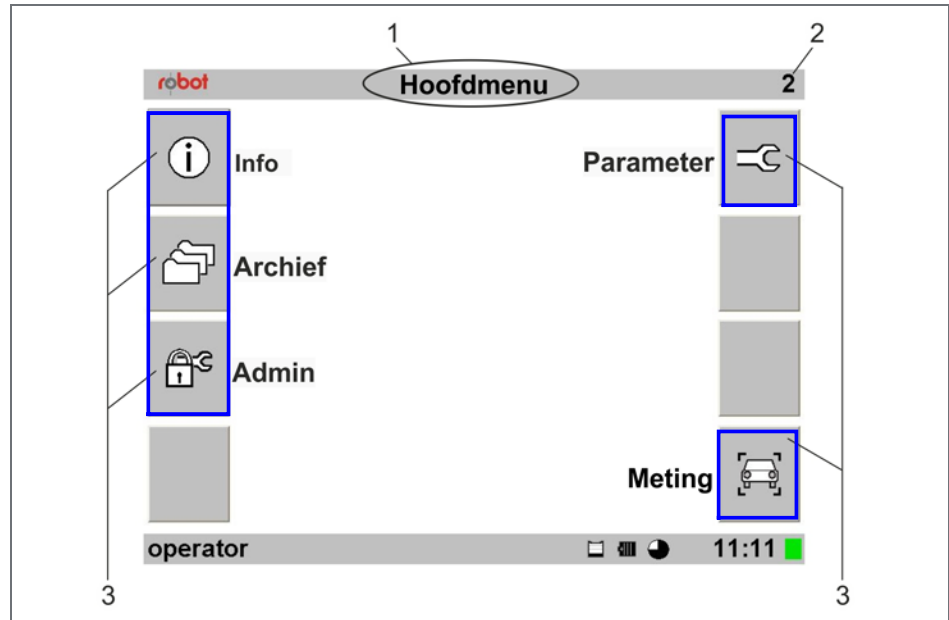 1
2
robot
Hoofdmenu
2
Info
Parameter
Archief
Admin
Meting
operator
11:11
3
3